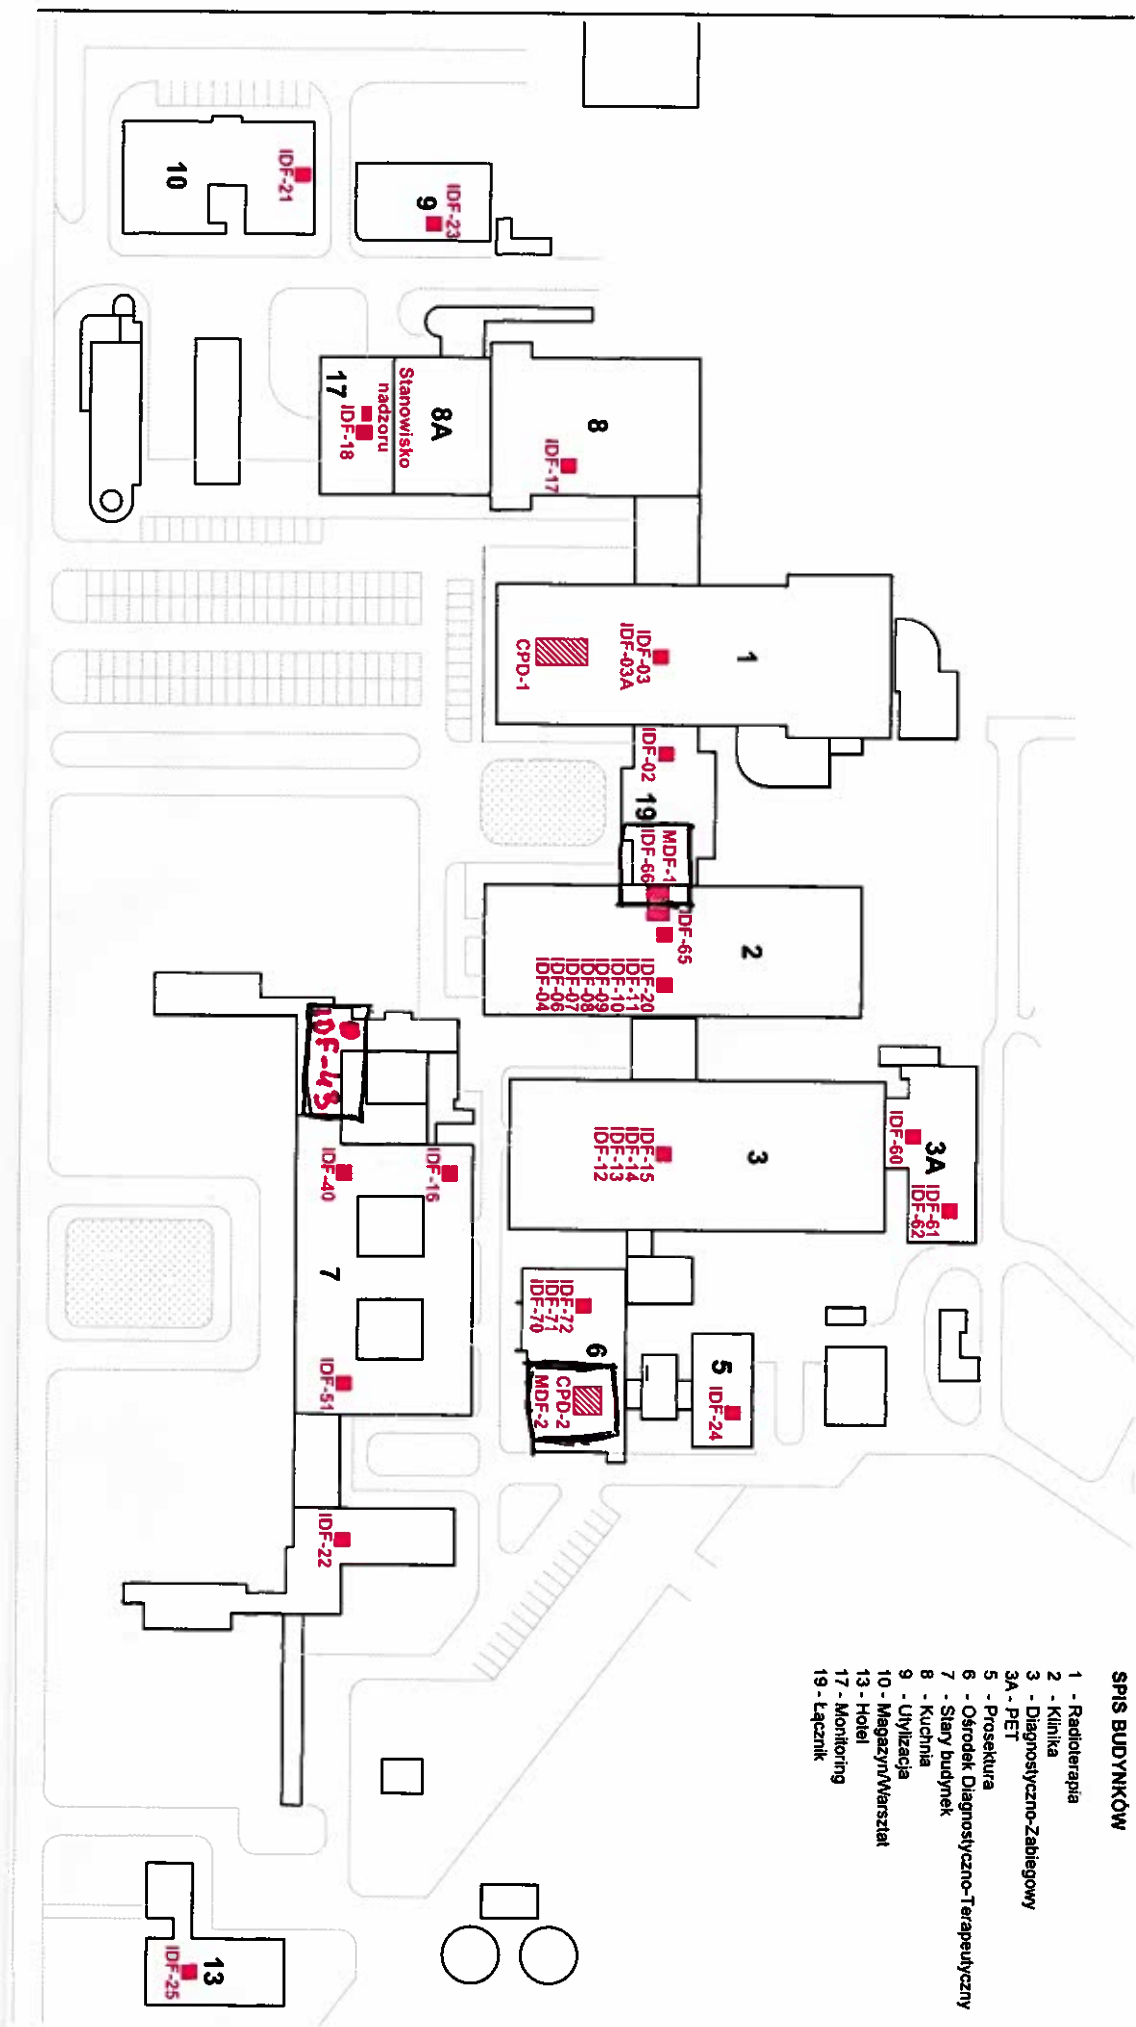 SPIS BUDYNKÓW
1 - Radioterapia
2 - Klinika
3 - Diagnostyczno-Zabiegowy
3A - PET
5 - Prosektura
6 - Ośrodek Diagnostyczno-Terapeutyczny
7 - Stary budynek
8 - Kuchnia
9 - Utylizacja
10 - Magazyn/Warsztat
13 - Hotel
17 - Monitoring
19 - Łącznik
10
IDF-21
9
IDF-23
8
IDF-17
8A
Stanowisko
nadzoru
17
IDF-18
1
IDF-03
IDF-03A
CPD-1
IDF-02
19
MDF-1
IDF-66
IDF-65
2
IDF-20
IDF-11
IDF-10
IDF-09
IDF-08
IDF-07
IDF-06
IDF-04
3A
IDF-60
IDF-61
IDF-62
3
IDF-15
IDF-14
IDF-13
IDF-12
5
IDF-24
6
IDF-72
IDF-71
IDF-70
CPD-2
MDF-2
IDF-43
IDF-16
IDF-40
7
IDF-51
IDF-22
13
IDF-25